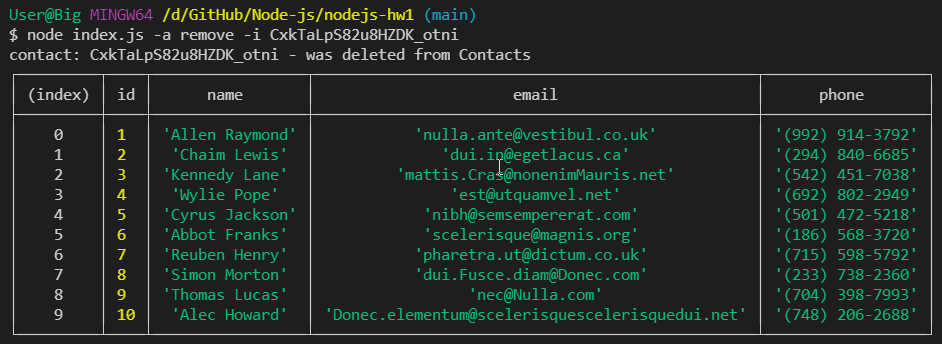 User@Big MINGW64 /d/GitHub/Node-js/nodejs-hw1 (main)
$ node index.js -a remove -i CxkTaLpS82u8HZDK_otni
contact: CxkTaLpS82u8HZDK_otni - was deleted from Contacts
(index) id name email phone
0 1 'Allen Raymond' 'nulla.ante@vestibul.co.uk' '(992) 914-3792'
1 2 'Chaim Lewis' 'dui.in@egetlacus.ca' '(294) 840-6685'
2 3 'Kennedy Lane' 'mattis.Cras@nonenimMauris.net' '(542) 451-7038'
3 4 'Wylie Pope' 'est@utquamvel.net' '(692) 802-2949'
4 5 'Cyrus Jackson' 'nibh@semsempererat.com' '(501) 472-5218'
5 6 'Abbot Franks' 'scelerisque@magnis.org' '(186) 568-3720'
6 7 'Reuben Henry' 'pharetra.ut@dictum.co.uk' '(715) 598-5792'
7 8 'Simon Morton' 'dui.Fusce.diam@Donec.com' '(233) 738-2360'
8 9 'Thomas Lucas' 'nec@Nulla.com' '(704) 398-7993'
9 10 'Alec Howard' 'Donec.elementum@scelerisquescelerisquedui.net' '(748) 206-2688'